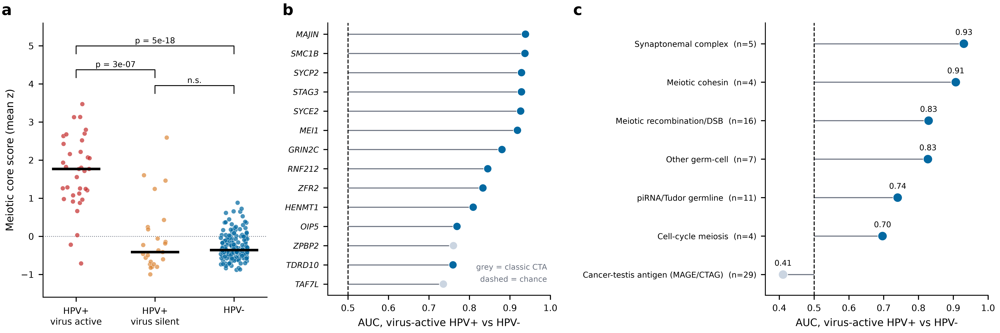 a
Meiotic core score (mean z)
5
4
3
2
1
0
−1
p = 5e-18
p = 3e-07
n.s.
HPV+
virus active
HPV+
virus silent
HPV-
b
MAJIN
SMC1B
SYCP2
STAG3
SYCE2
MEI1
GRIN2C
RNF212
ZFR2
HENMT1
OIP5
ZPBP2
TDRD10
TAF7L
grey = classic CTA
dashed = chance
0.5 0.6 0.7 0.8 0.9 1.0
AUC, virus-active HPV+ vs HPV-
c
Synaptonemal complex (n=5) 0.93
Meiotic cohesin (n=4) 0.91
Meiotic recombination/DSB (n=16) 0.83
Other germ-cell (n=7) 0.83
piRNA/Tudor germline (n=11) 0.74
Cell-cycle meiosis (n=4) 0.70
Cancer-testis antigen (MAGE/CTAG) (n=29) 0.41
0.4 0.5 0.6 0.7 0.8 0.9 1.0
AUC, virus-active HPV+ vs HPV-